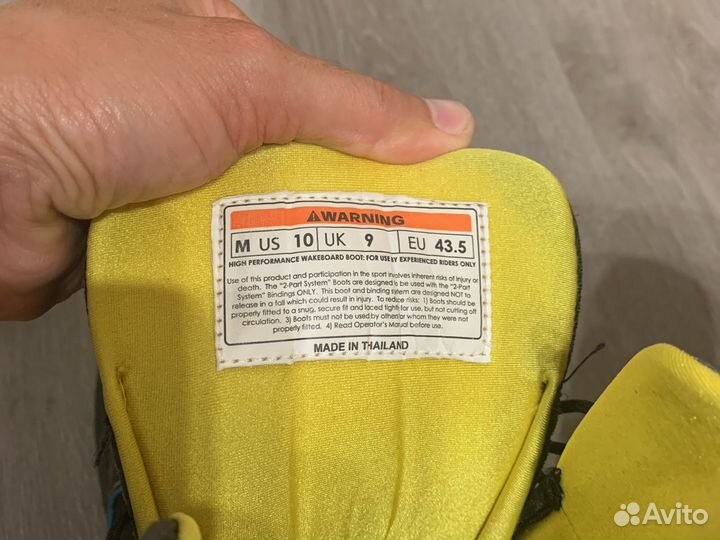 ⚠WARNING
M US 10 UK 9 EU 43.5
HIGH PERFORMANCE WAKEBOARD BOOT: FOR USE BY EXPERIENCED RIDERS ONLY
Use of this product and participation in the sport involves inherent risks of injury or
death. The "2-Part System" Boots are designed to be used with the "2-Part
System" Bindings ONLY. This boot and binding system are designed NOT to
release in a fall which could result in injury. To reduce risks: 1) Boots should be
properly fitted to a snug, secure fit and laced tight for use, but not cutting off
circulation. 3) Boots must not be used by other whom they were not
properly fitted. 4) Read Operator's Manual before use.
MADE IN THAILAND
Avito